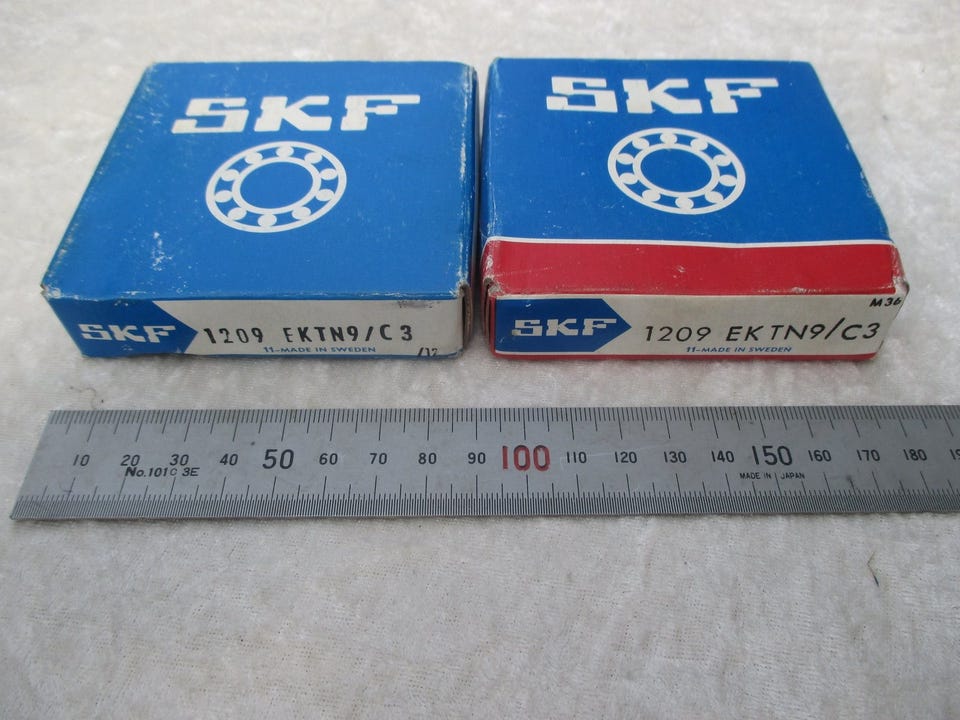 SKF
SKF
SKF 1209 EKTN9/C3
11-MADE IN SWEDEN
/12
M36
SKF 1209 EKTN9/C3
11-MADE IN SWEDEN
10 20 30 40 50 60 70 80 90 100 110 120 130 140 150 160 170 180
No.101C 3E
MADE IN JAPAN